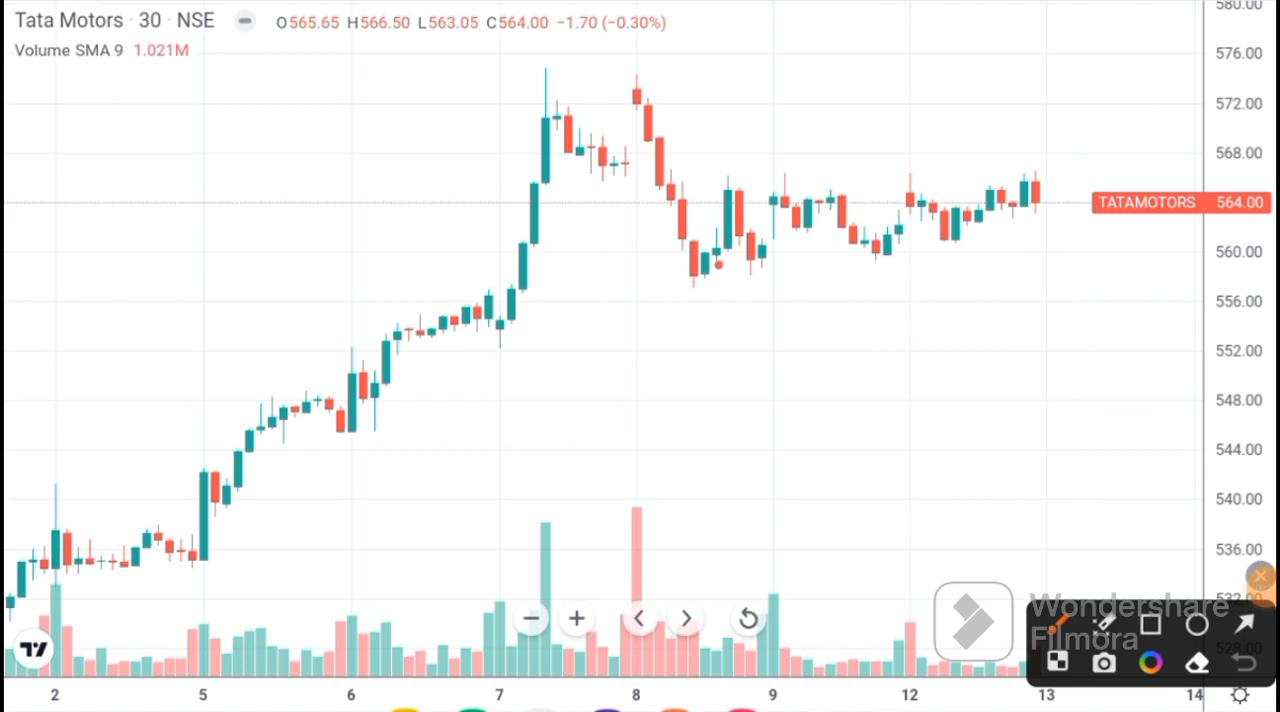 Tata Motors · 30 · NSE O565.65 H566.50 L563.05 C564.00 −1.70 (−0.30%)
Volume SMA 9 1.021M
580.00
576.00
572.00
568.00
TATAMOTORS 564.00
560.00
556.00
552.00
548.00
544.00
540.00
536.00
532.00
528.00
Wondershare
Filmora
2 5 6 7 8 9 12 13 14